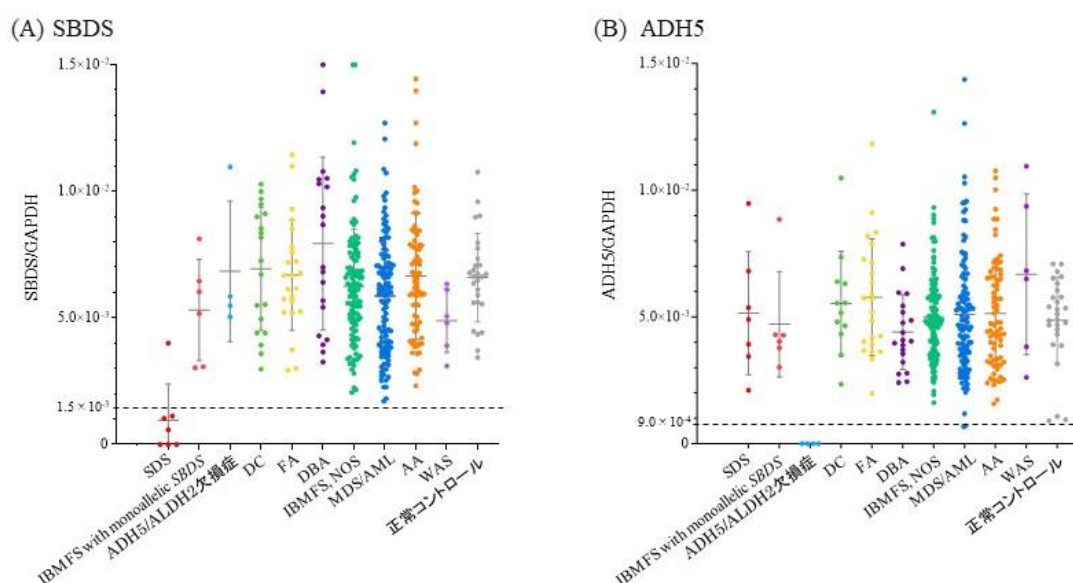 (A) SBDS
1.5×10⁻²
1.0×10⁻²
5.0×10⁻³
1.5×10⁻³
0
SBDS/GAPDH
SDS
IBMFS with monoallelic SBDS
ADH5/ALDH2欠損症
DC
FA
DBA
IBMFS, NOS
MDS/AML
AA
WAS
正常コントロール
(B) ADH5
1.5×10⁻²
1.0×10⁻²
5.0×10⁻³
9.0×10⁻⁴
0
ADH5/GAPDH
SDS
IBMFS with monoallelic SBDS
ADH5/ALDH2欠損症
DC
FA
DBA
IBMFS, NOS
MDS/AML
AA
WAS
正常コントロール